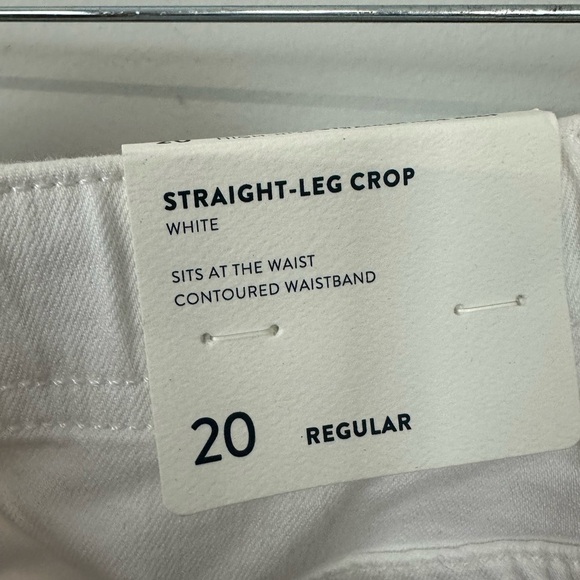 STRAIGHT-LEG CROP
WHITE
SITS AT THE WAIST
CONTOURED WAISTBAND
20 REGULAR